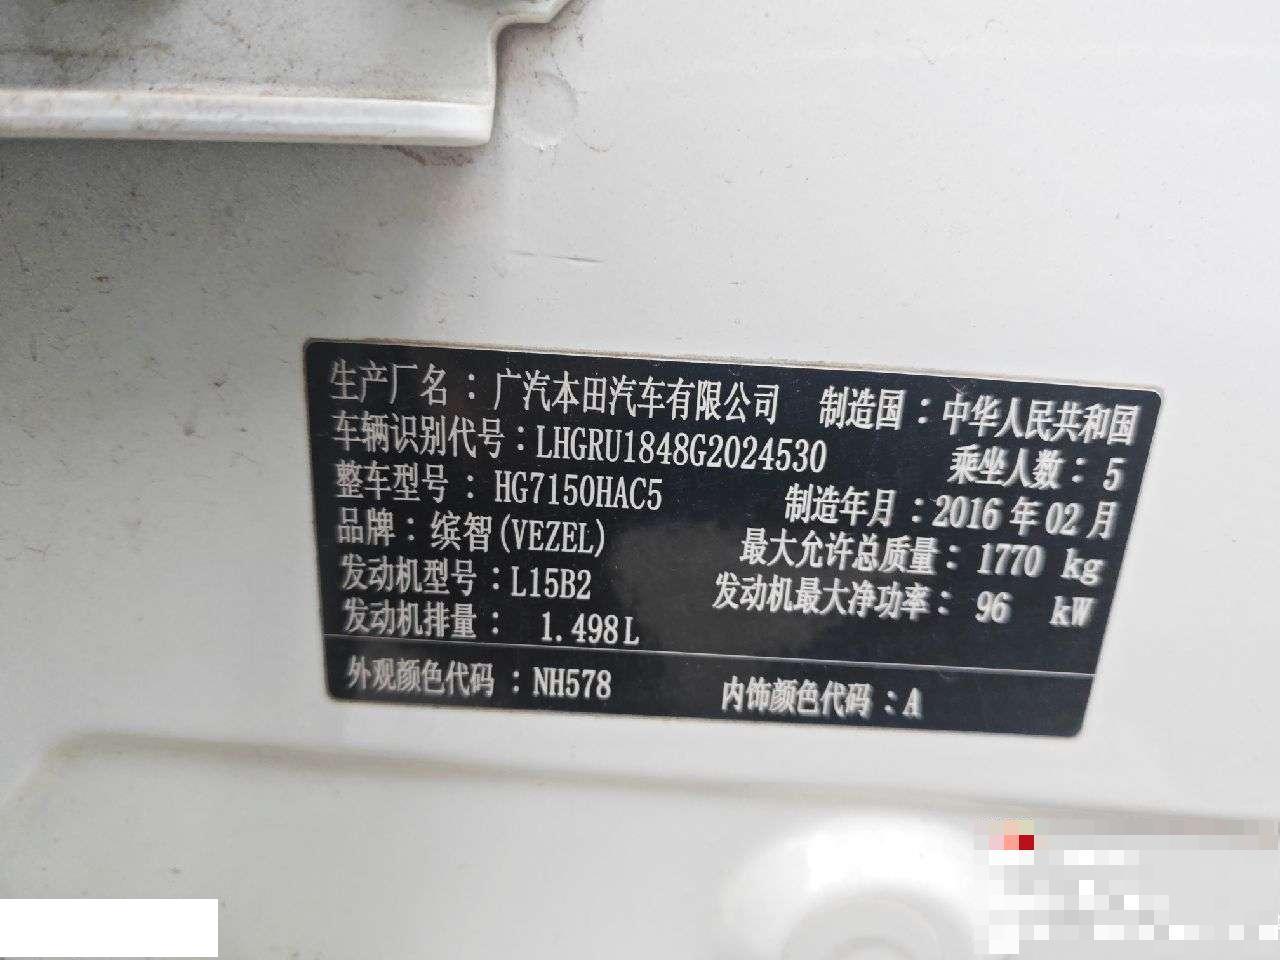 生产厂名：广汽本田汽车有限公司 制造国：中华人民共和国
车辆识别代号：LHGRU1848G2024530 乘坐人数：5
整车型号：HG7150HAC5 制造年月：2016年02月
品牌：缤智(VEZEL) 最大允许总质量：1770 kg
发动机型号：L15B2 发动机最大净功率：96 kW
发动机排量：1.498L
外观颜色代码：NH578 内饰颜色代码：A